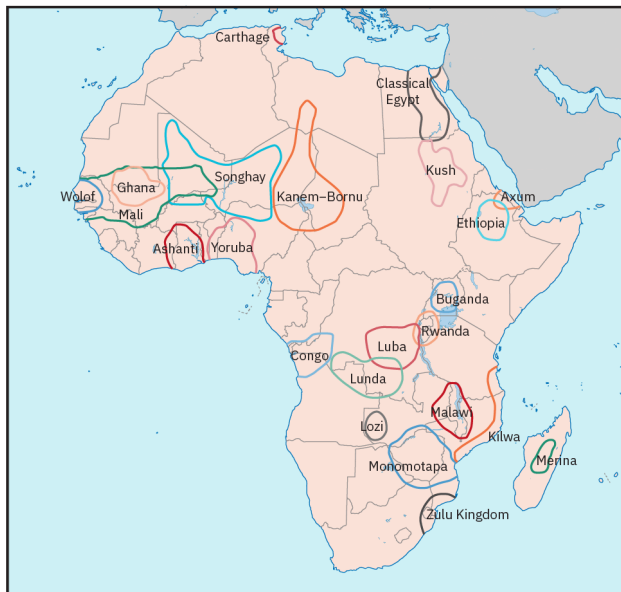 Carthage
Classical
Egypt
Songhay
Kush
Ghana
Wolof
Kanem–Bornu
Axum
Mali
Ethiopia
Ashanti
Yoruba
Buganda
Rwanda
Luba
Congo
Lunda
Malawi
Lozi
Kilwa
Merina
Monomotapa
Zulu Kingdom